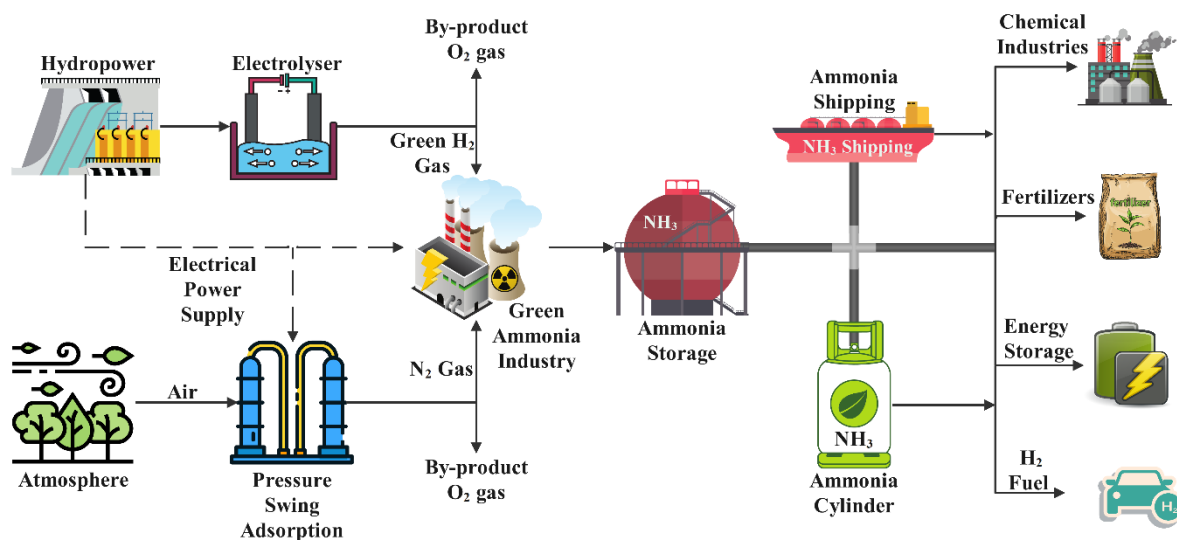 Hydropower
Electrolyser
By-product
O₂ gas
Green H₂
Gas
Electrical
Power
Supply
Green
Ammonia
Industry
N₂ Gas
Air
Atmosphere
Pressure
Swing
Adsorption
By-product
O₂ gas
NH₃
Ammonia
Storage
Ammonia
Shipping
NH₃ Shipping
NH₃
Ammonia
Cylinder
Chemical
Industries
Fertilizers
fertilizer
Energy
Storage
H₂
Fuel
H₂